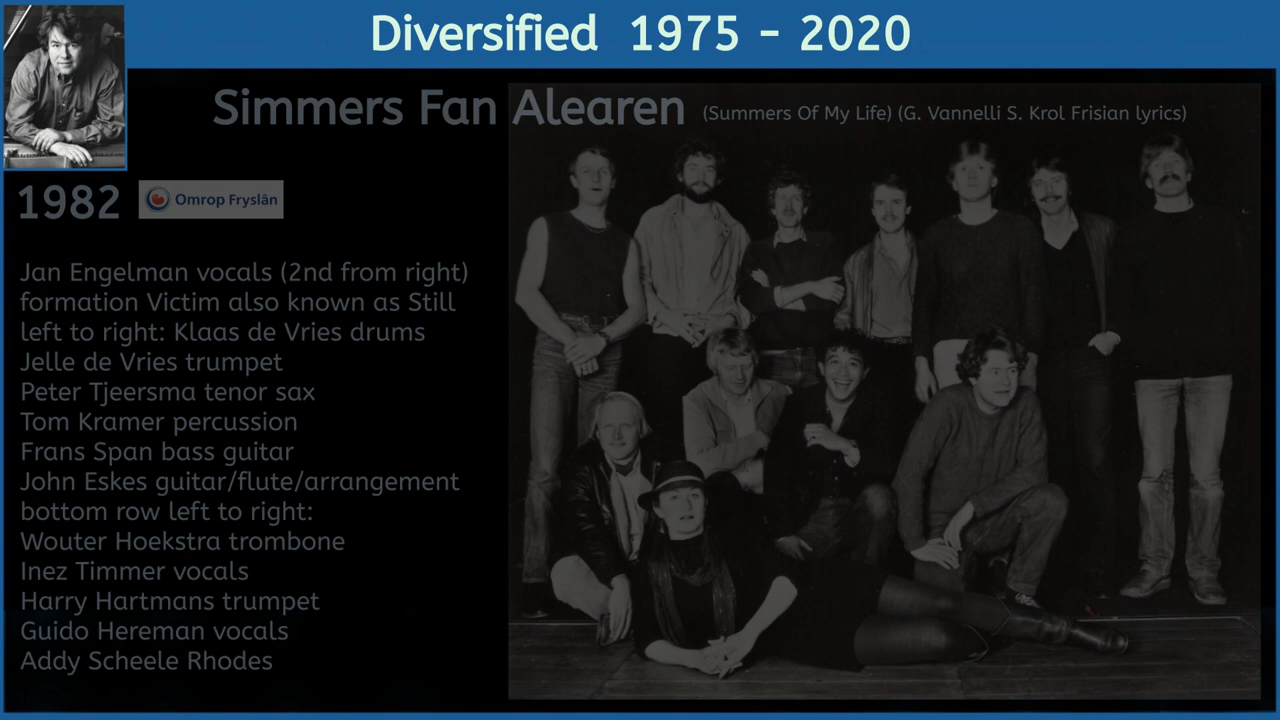 Diversified 1975 - 2020
Simmers Fan Alearen (Summers Of My Life) (G. Vannelli S. Krol Frisian lyrics)
1982 Omrop Fryslân
Jan Engelman vocals (2nd from right)
formation Victim also known as Still
left to right: Klaas de Vries drums
Jelle de Vries trumpet
Peter Tjeersma tenor sax
Tom Kramer percussion
Frans Span bass guitar
John Eskes guitar/flute/arrangement
bottom row left to right:
Wouter Hoekstra trombone
Inez Timmer vocals
Harry Hartmans trumpet
Guido Hereman vocals
Addy Scheele Rhodes